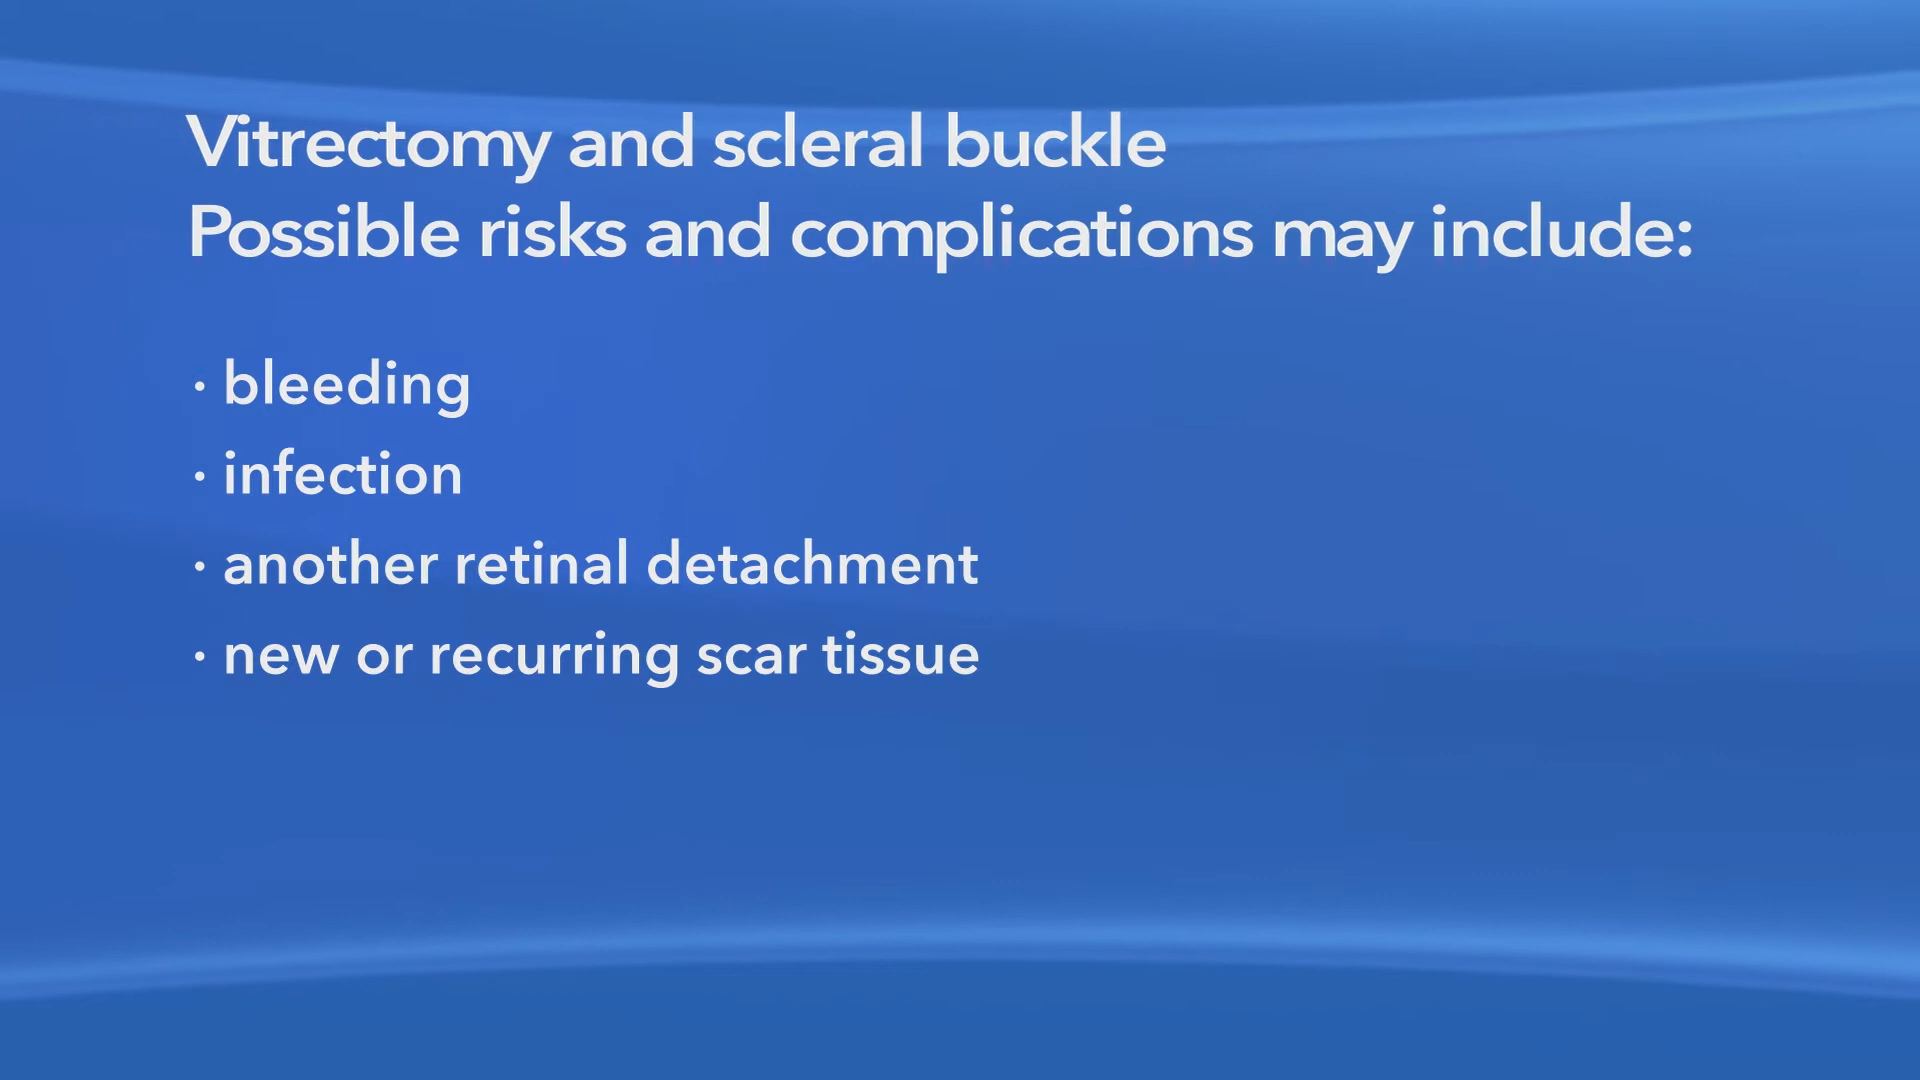 Vitrectomy and scleral buckle
Possible risks and complications may include:
· bleeding
· infection
· another retinal detachment
· new or recurring scar tissue